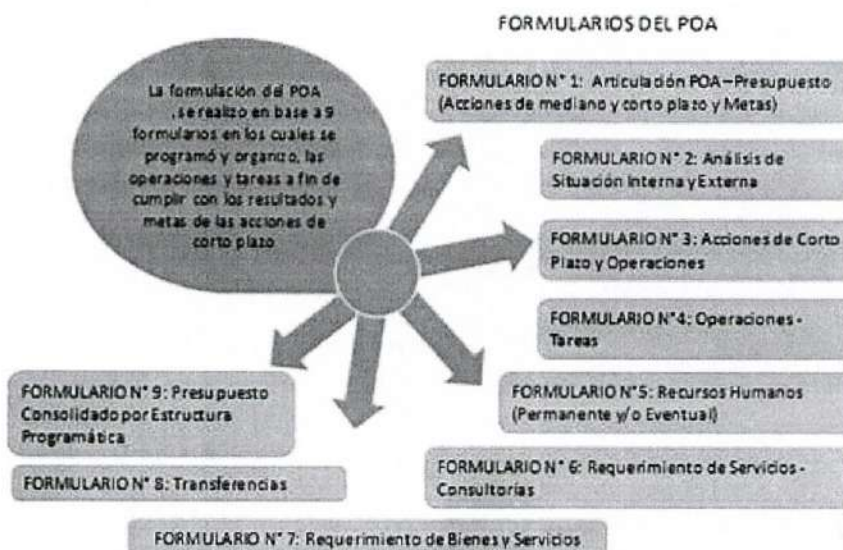 FORMULARIOS DEL POA
La formulación del POA
,se realizo en base a 9
formularios en los cuales se
programó y organizo, las
operaciones y tareas a fin de
cumplir con los resultados y
metas de las acciones de
corto plazo
FORMULARIO N° 1: Articulación POA–Presupuesto
(Acciones de mediano y corto plazo y Metas)
FORMULARIO N° 2: Análisis de
Situación Interna y Externa
FORMULARIO N° 3: Acciones de Corto
Plazo y Operaciones
FORMULARIO N°4: Operaciones -
Tareas
FORMULARIO N°5: Recursos Humanos
(Permanente y/o Eventual)
FORMULARIO N° 6: Requerimiento de Servicios -
Consultorías
FORMULARIO N° 7: Requerimiento de Bienes y Servicios
FORMULARIO N° 8: Transferencias
FORMULARIO N° 9: Presupuesto
Consolidado por Estructura
Programática